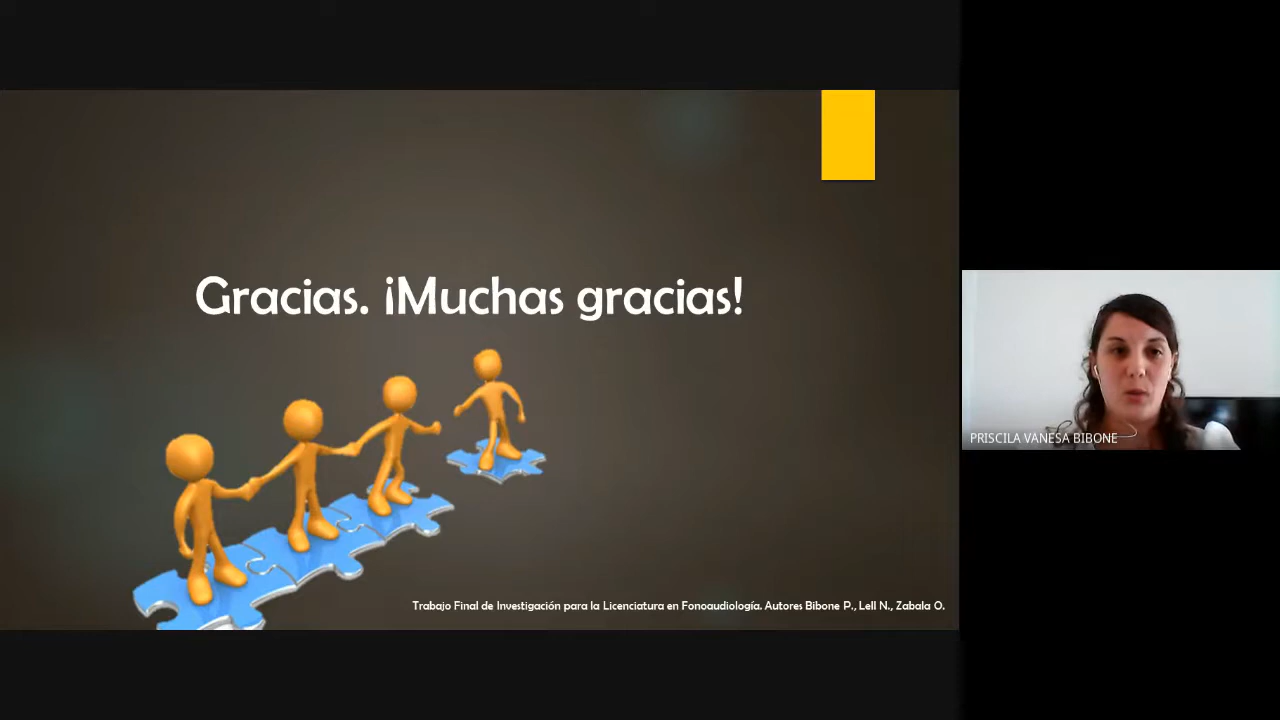 Gracias. ¡Muchas gracias!
PRISCILA VANESA BIBONE
Trabajo Final de Investigación para la Licenciatura en Fonoaudiología. Autores Bibone P., Lell N., Zabala O.